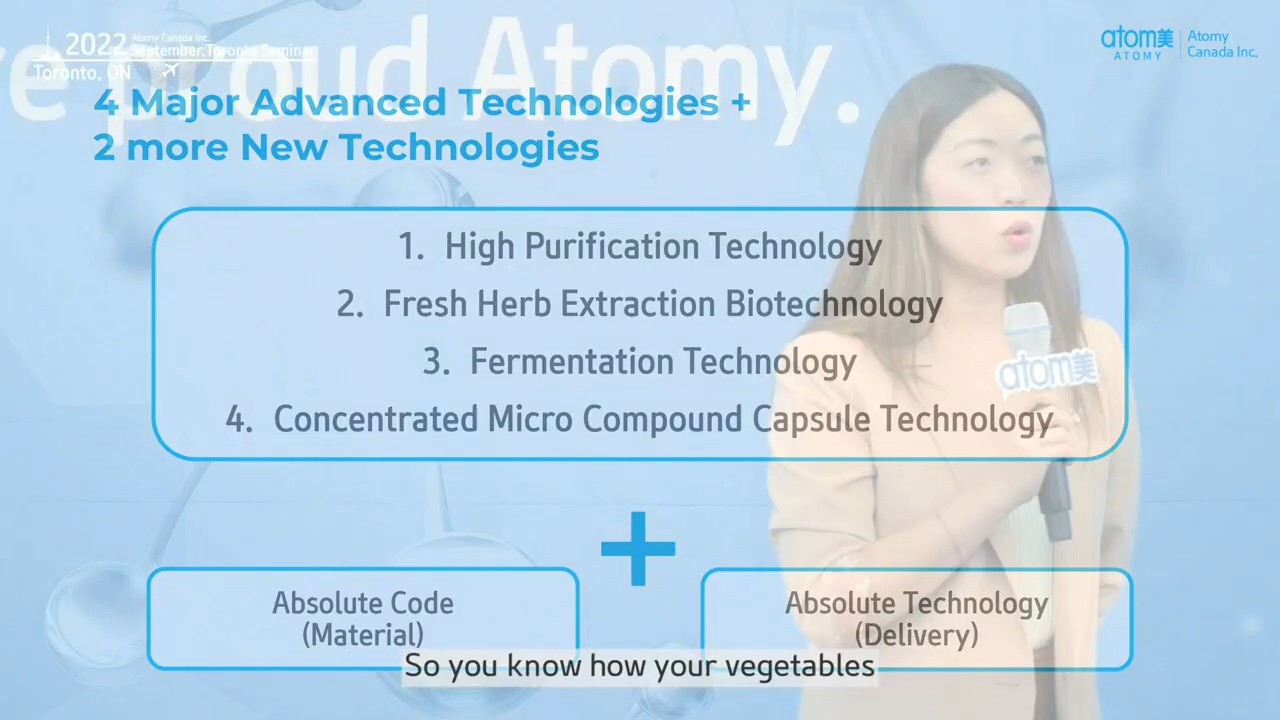 2022 Atomy Canada Inc.
September.Toronto Seminar
Toronto, ON
e proud Atomy.
atom美
ATOMY
Atomy
Canada Inc.
4 Major Advanced Technologies +
2 more New Technologies
1. High Purification Technology
2. Fresh Herb Extraction Biotechnology
3. Fermentation Technology
4. Concentrated Micro Compound Capsule Technology
atom美
+
Absolute Code
(Material)
Absolute Technology
(Delivery)
So you know how your vegetables